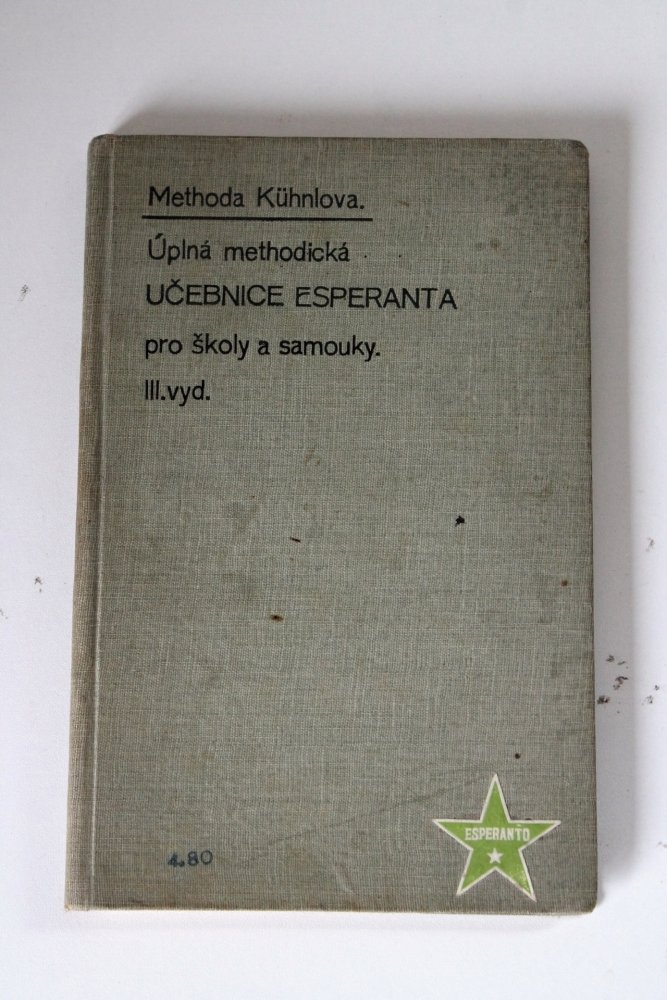 Methoda Kühnlova.
Úplná methodická
UČEBNICE ESPERANTA
pro školy a samouky.
III.vyd.
4.80
ESPERANTO